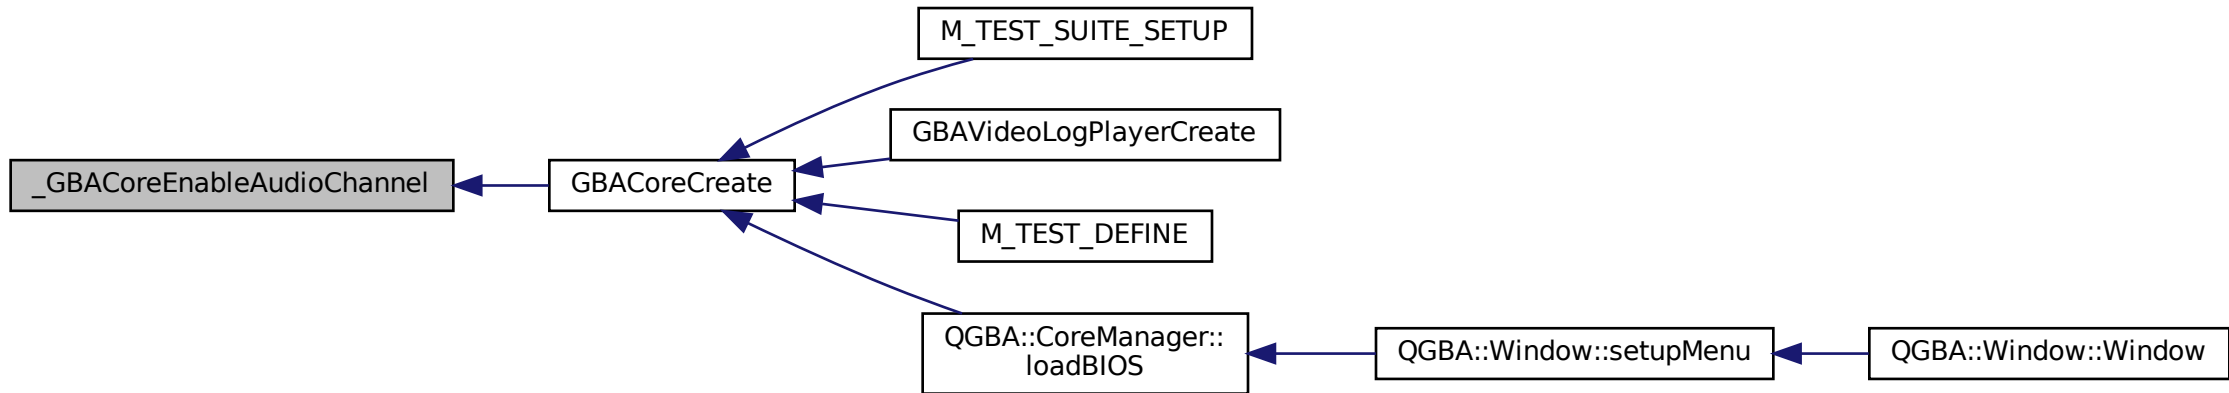 M_TEST_SUITE_SETUP
GBAVideoLogPlayerCreate
_GBACoreEnableAudioChannel
GBACoreCreate
M_TEST_DEFINE
QGBA::CoreManager::
loadBIOS
QGBA::Window::setupMenu
QGBA::Window::Window